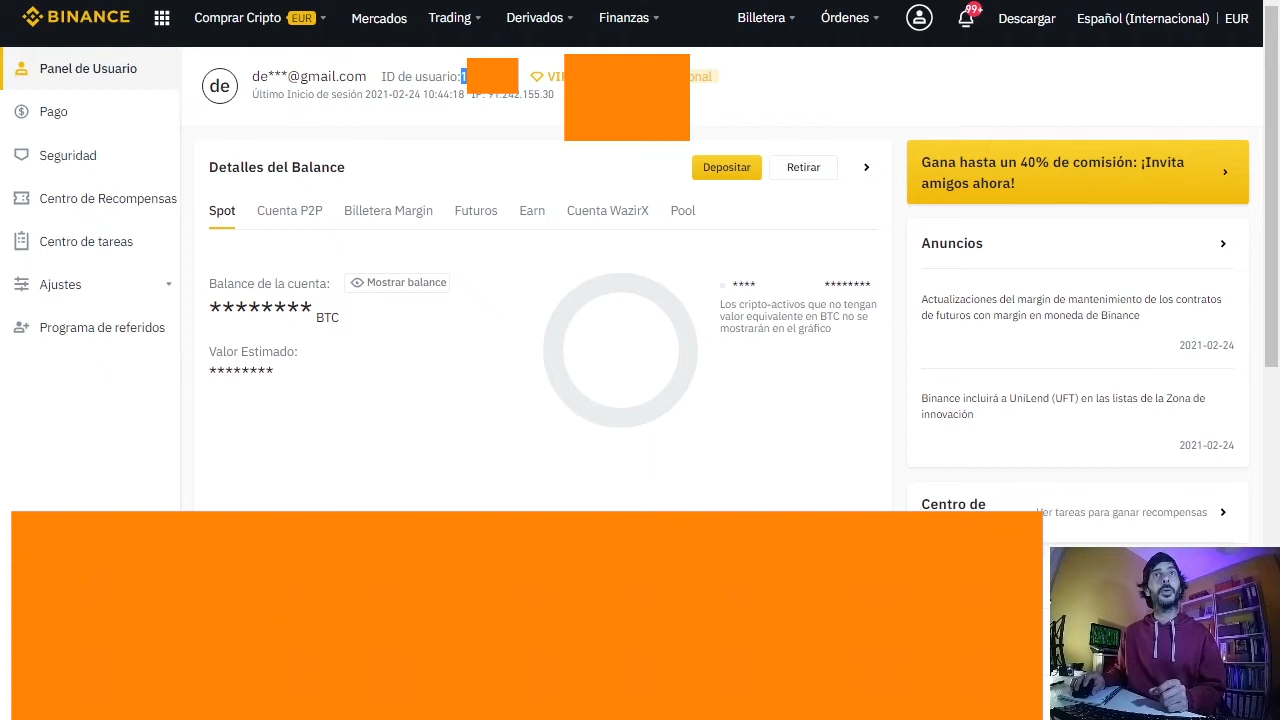 BINANCE
Comprar Cripto EUR
Mercados
Trading
Derivados
Finanzas
Billetera
Órdenes
99+
Descargar
Español (Internacional)
EUR
Panel de Usuario
Pago
Seguridad
Centro de Recompensas
Centro de tareas
Ajustes
Programa de referidos
de
de***@gmail.com ID de usuario:1
Último Inicio de sesión 2021-02-24 10:44:18
Detalles del Balance
Depositar
Retirar
Spot
Cuenta P2P
Billetera Margin
Futuros
Earn
Cuenta WazirX
Pool
Balance de la cuenta:
Mostrar balance
******** BTC
Valor Estimado:
********
**** ********
Los cripto-activos que no tengan
valor equivalente en BTC no se
mostrarán en el gráfico
Gana hasta un 40% de comisión: ¡Invita
amigos ahora!
Anuncios
Actualizaciones del margin de mantenimiento de los contratos
de futuros con margin en moneda de Binance
2021-02-24
Binance incluirá a UniLend (UFT) en las listas de la Zona de
innovación
2021-02-24
Centro de
Ver tareas para ganar recompensas